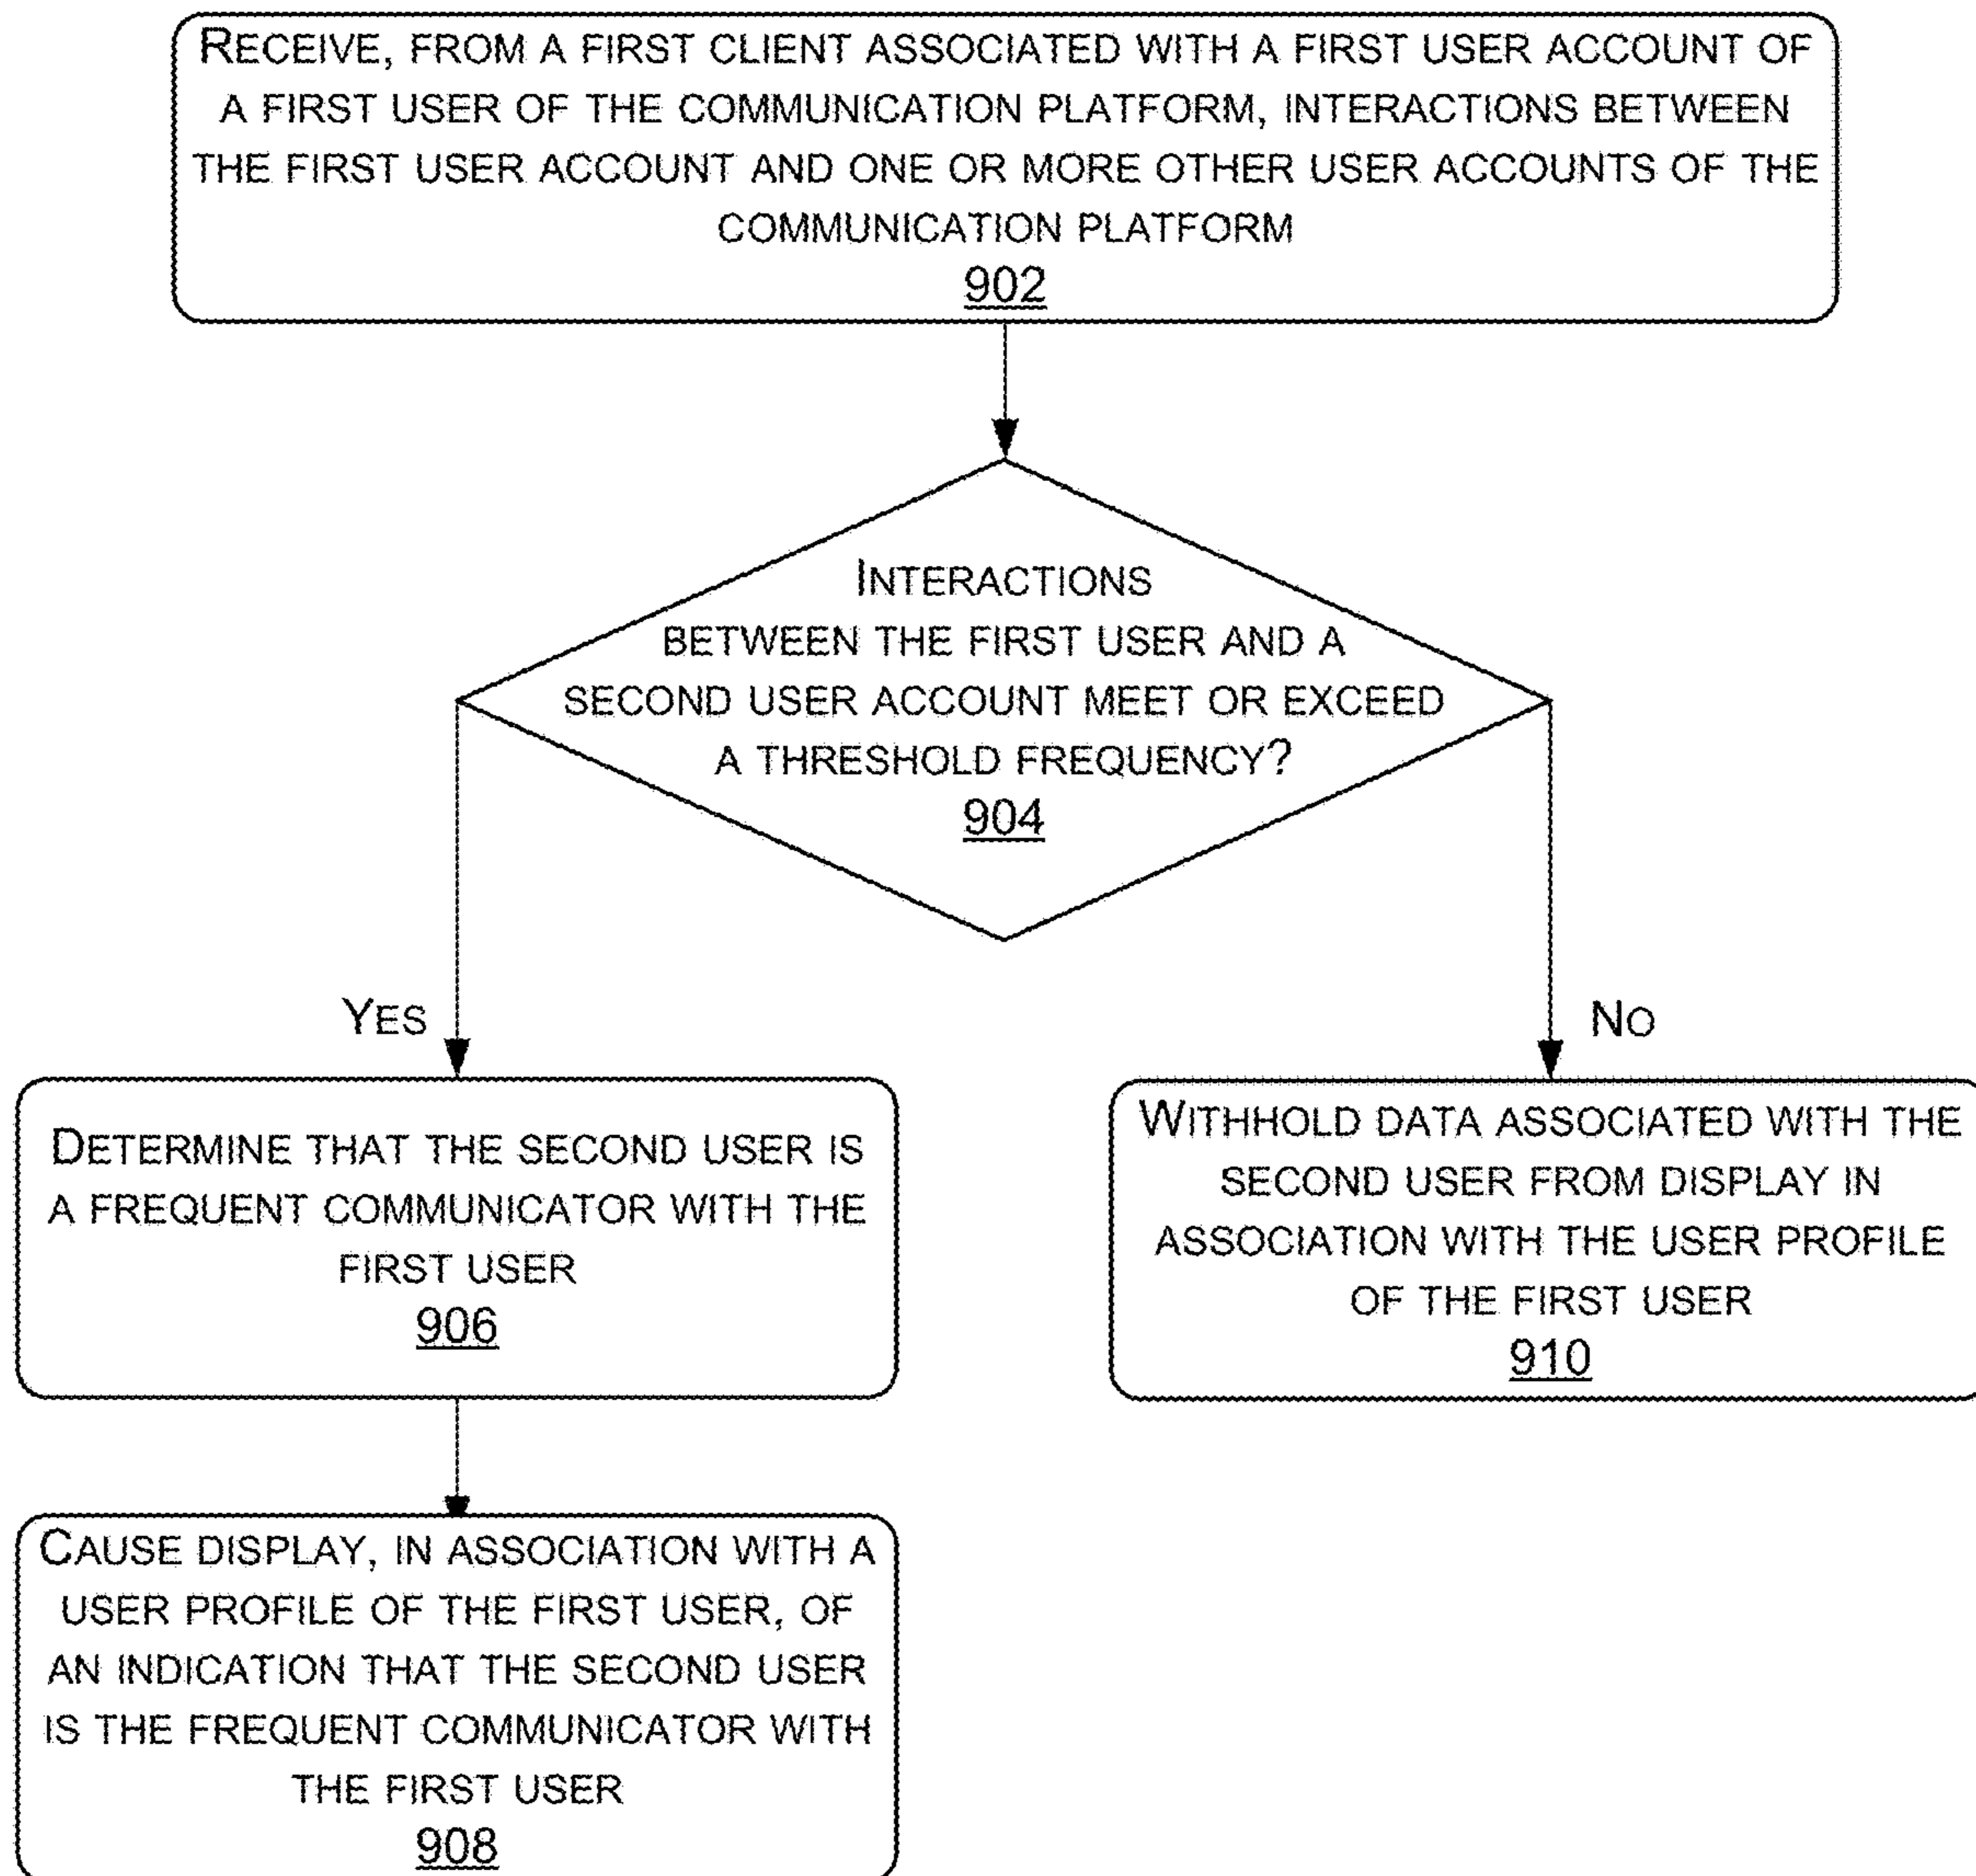 RECEIVE, FROM A FIRST CLIENT ASSOCIATED WITH A FIRST USER ACCOUNT OF
A FIRST USER OF THE COMMUNICATION PLATFORM, INTERACTIONS BETWEEN
THE FIRST USER ACCOUNT AND ONE OR MORE OTHER USER ACCOUNTS OF THE
COMMUNICATION PLATFORM
902
INTERACTIONS
BETWEEN THE FIRST USER AND A
SECOND USER ACCOUNT MEET OR EXCEED
A THRESHOLD FREQUENCY?
904
YES
NO
DETERMINE THAT THE SECOND USER IS
A FREQUENT COMMUNICATOR WITH THE
FIRST USER
906
WITHHOLD DATA ASSOCIATED WITH THE
SECOND USER FROM DISPLAY IN
ASSOCIATION WITH THE USER PROFILE
OF THE FIRST USER
910
CAUSE DISPLAY, IN ASSOCIATION WITH A
USER PROFILE OF THE FIRST USER, OF
AN INDICATION THAT THE SECOND USER
IS THE FREQUENT COMMUNICATOR WITH
THE FIRST USER
908